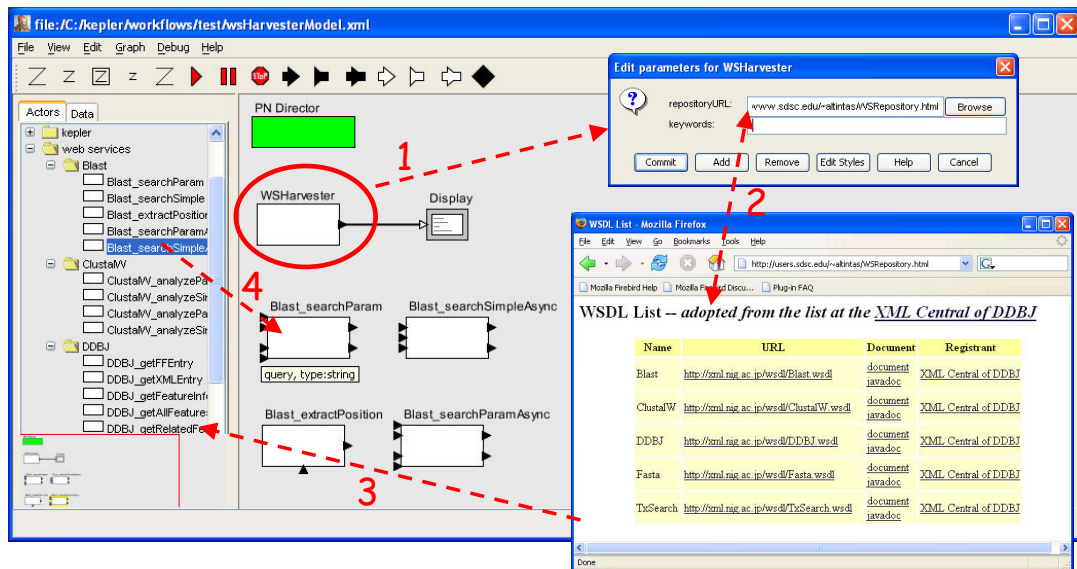 file:/C:/kepler/workflows/test/wsHarvesterModel.xml
File View Edit Graph Debug Help
Z Z Z Z Z STOP
Actors Data
kepler
web services
Blast
Blast_searchParam
Blast_searchSimple
Blast_extractPosition
Blast_searchParamA
Blast_searchSimpleA
ClustalW
ClustalW_analyzePa
ClustalW_analyzeSir
ClustalW_analyzePa
ClustalW_analyzeSir
DDBJ
DDBJ_getFFEntry
DDBJ_getXMLEntry
DDBJ_getFeatureInfo
DDBJ_getAllFeatures
DDBJ_getRelatedFe
PN Director
WSHarvester
Display
Blast_searchParam
Blast_searchSimpleAsync
query, type:string
Blast_extractPosition
Blast_searchParamAsync
1
2
3
4
Edit parameters for WSHarvester
repositoryURL: www.sdsc.edu/~altintas/WSRepository.html Browse
keywords:
Commit Add Remove Edit Styles Help Cancel
WSDL List - Mozilla Firefox
File Edit View Go Bookmarks Tools Help
http://users.sdsc.edu/~altintas/WSRepository.html G
Mozilla Firebird Help Mozilla Firebird Discu... Plug-in FAQ
WSDL List -- adopted from the list at the XML Central of DDBJ
Name URL Document Registrant
Blast http://xml.nig.ac.jp/wsdl/Blast.wsdl document javadoc XML Central of DDBJ
ClustalW http://xml.nig.ac.jp/wsdl/ClustalW.wsdl document javadoc XML Central of DDBJ
DDBJ http://xml.nig.ac.jp/wsdl/DDBJ.wsdl document javadoc XML Central of DDBJ
Fasta http://xml.nig.ac.jp/wsdl/Fasta.wsdl document javadoc XML Central of DDBJ
TxSearch http://xml.nig.ac.jp/wsdl/TxSearch.wsdl document javadoc XML Central of DDBJ
Done